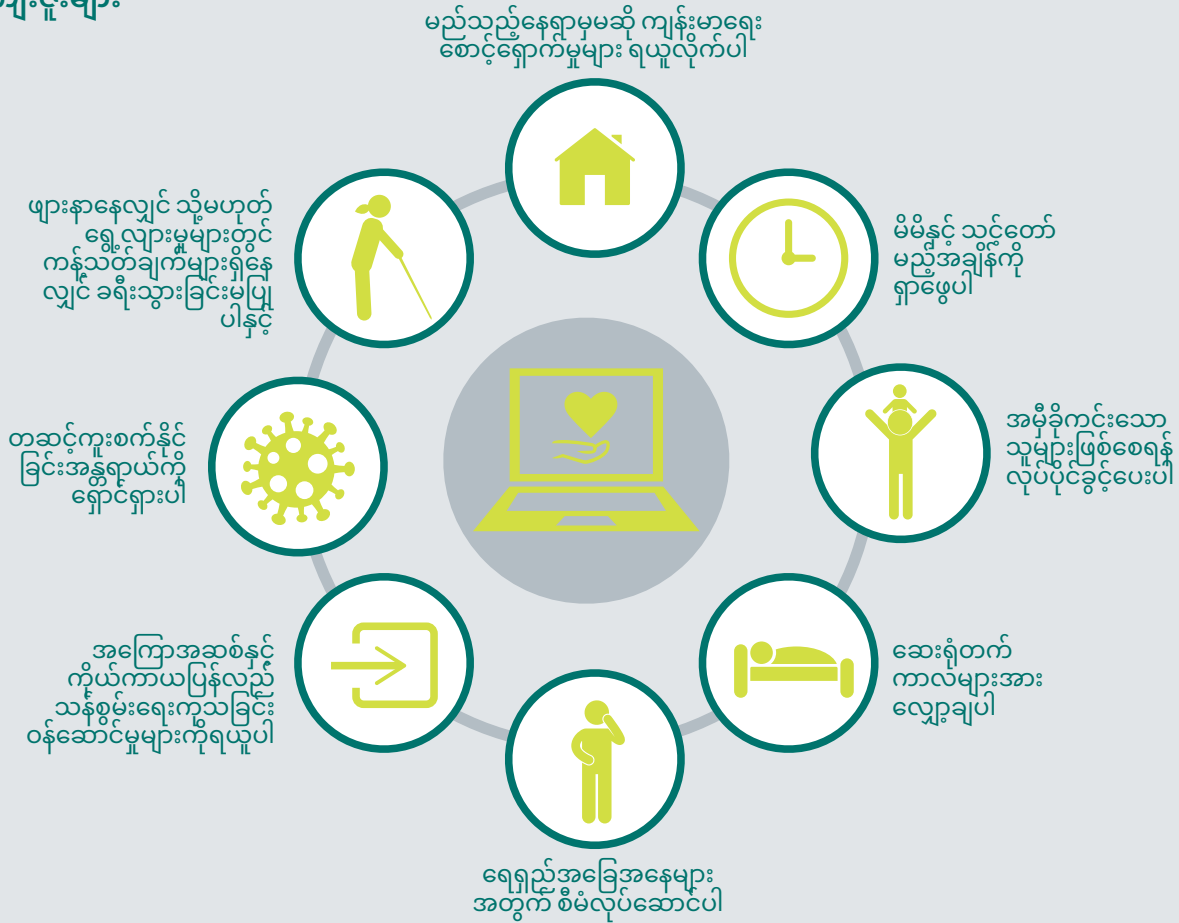 မည်သည့်နေရာမှမဆို ကျန်းမာရေး
စောင့်ရှောက်မှုများ ရယူလိုက်ပါ
မိမိနှင့် သင့်တော်
မည့်အချိန်ကို
ရှာဖွေပါ
အမှီခိုကင်းသော
သူများဖြစ်စေရန်
လုပ်ပိုင်ခွင့်ပေးပါ
ဆေးရုံတက်
ကာလများအား
လျှော့ချပါ
ရေရှည်အခြေအနေများ
အတွက် စီမံလုပ်ဆောင်ပါ
အကြောအဆစ်နှင့်
ကိုယ်ကာယပြန်လည်
သန်စွမ်းရေးကုသခြင်း
ဝန်ဆောင်မှုများကိုရယူပါ
တဆင့်ကူးစက်နိုင်
ခြင်းအန္တရာယ်ကို
ရှောင်ရှားပါ
ဖျားနာနေလျှင် သို့မဟုတ်
ရွေ့လျားမှုများတွင်
ကန့်သတ်ချက်များရှိနေ
လျှင် ခရီးသွားခြင်းမပြု
ပါနှင့်